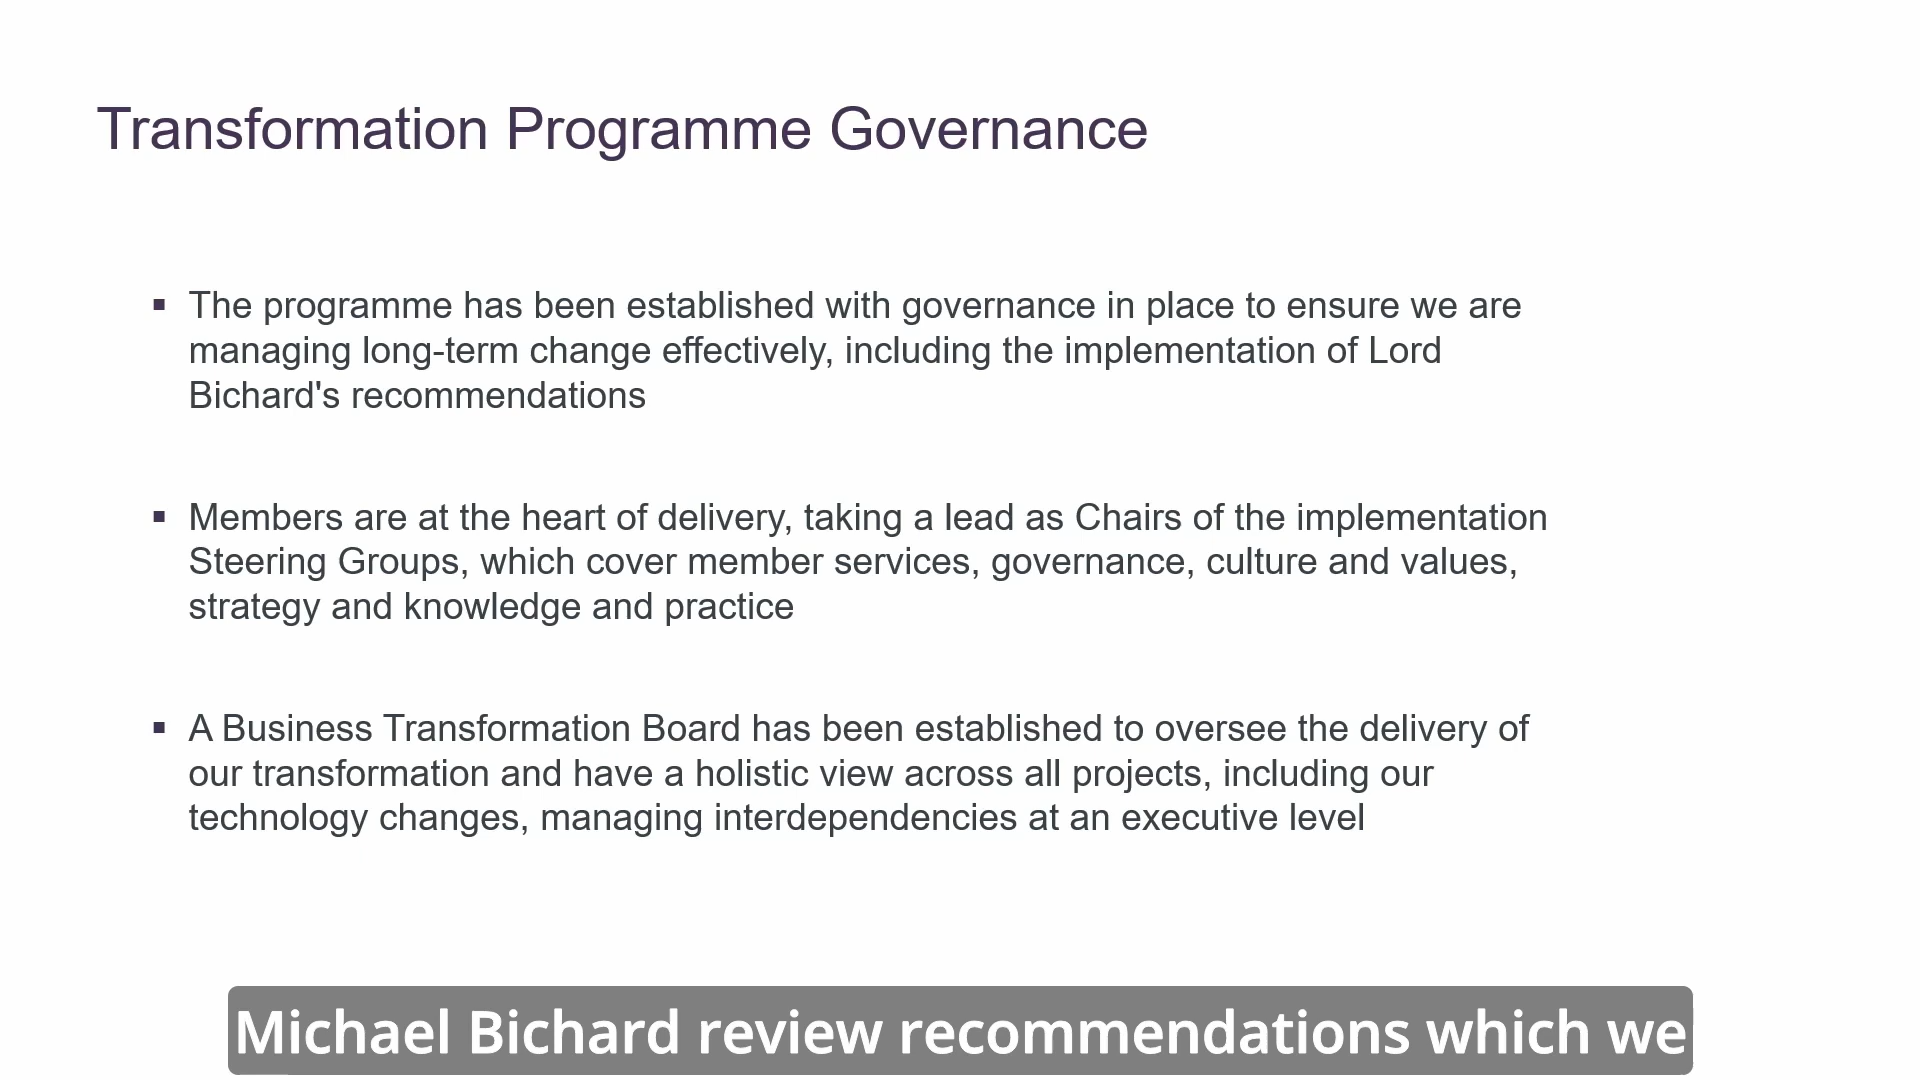 Transformation Programme Governance
▪ The programme has been established with governance in place to ensure we are
managing long-term change effectively, including the implementation of Lord
Bichard's recommendations
▪ Members are at the heart of delivery, taking a lead as Chairs of the implementation
Steering Groups, which cover member services, governance, culture and values,
strategy and knowledge and practice
▪ A Business Transformation Board has been established to oversee the delivery of
our transformation and have a holistic view across all projects, including our
technology changes, managing interdependencies at an executive level
Michael Bichard review recommendations which we